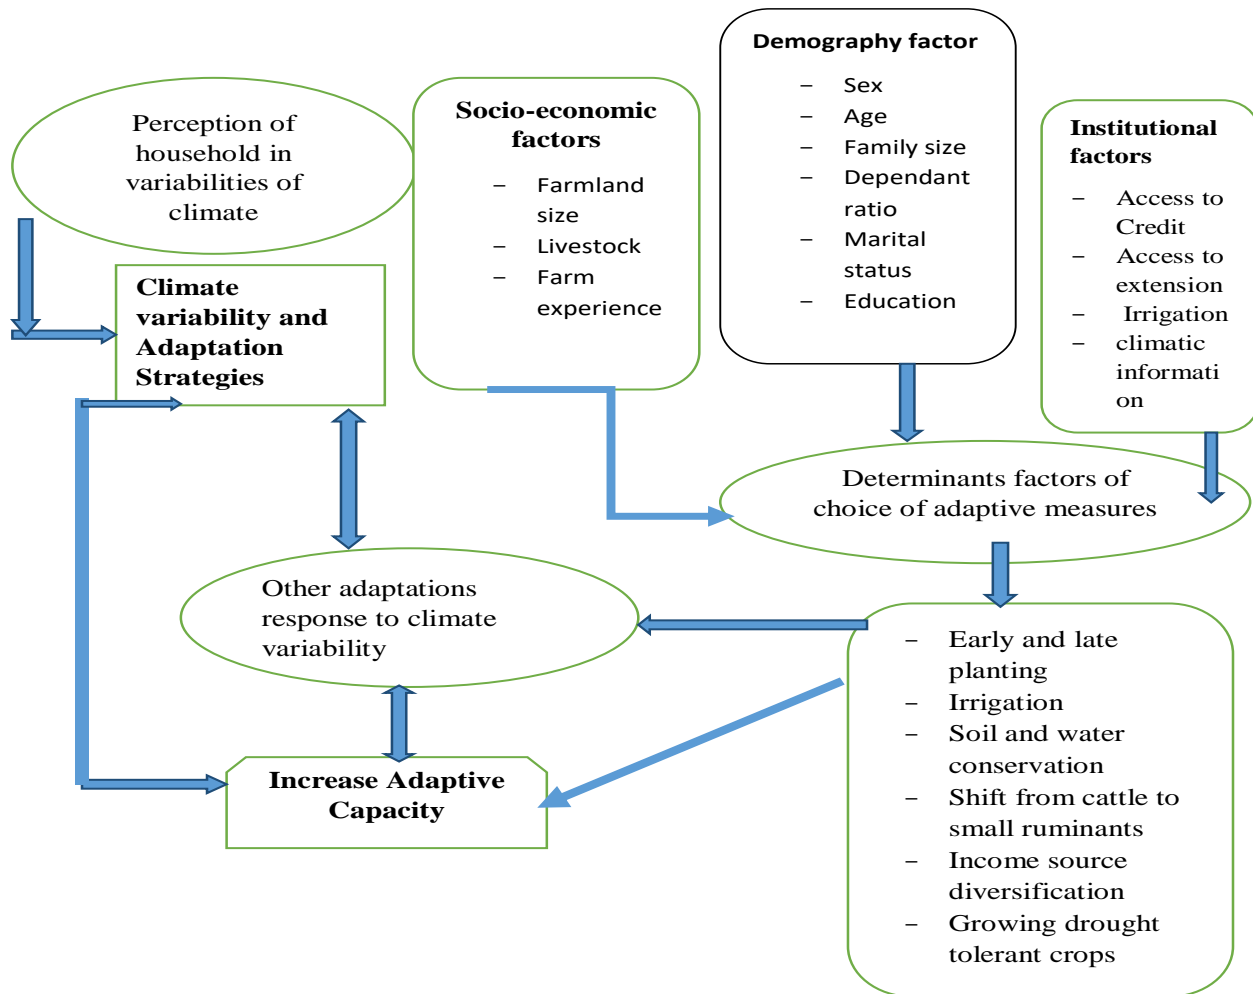 Perception of
household in
variabilities of
climate
Socio-economic
factors
– Farmland
size
– Livestock
– Farm
experience
Demography factor
– Sex
– Age
– Family size
– Dependant
ratio
– Marital
status
– Education
Institutional
factors
– Access to
Credit
– Access to
extension
– Irrigation
– climatic
informati
on
Climate
variability and
Adaptation
Strategies
Determinants factors of
choice of adaptive measures
Other adaptations
response to climate
variability
Increase Adaptive
Capacity
– Early and late
planting
– Irrigation
– Soil and water
conservation
– Shift from cattle to
small ruminants
– Income source
diversification
– Growing drought
tolerant crops